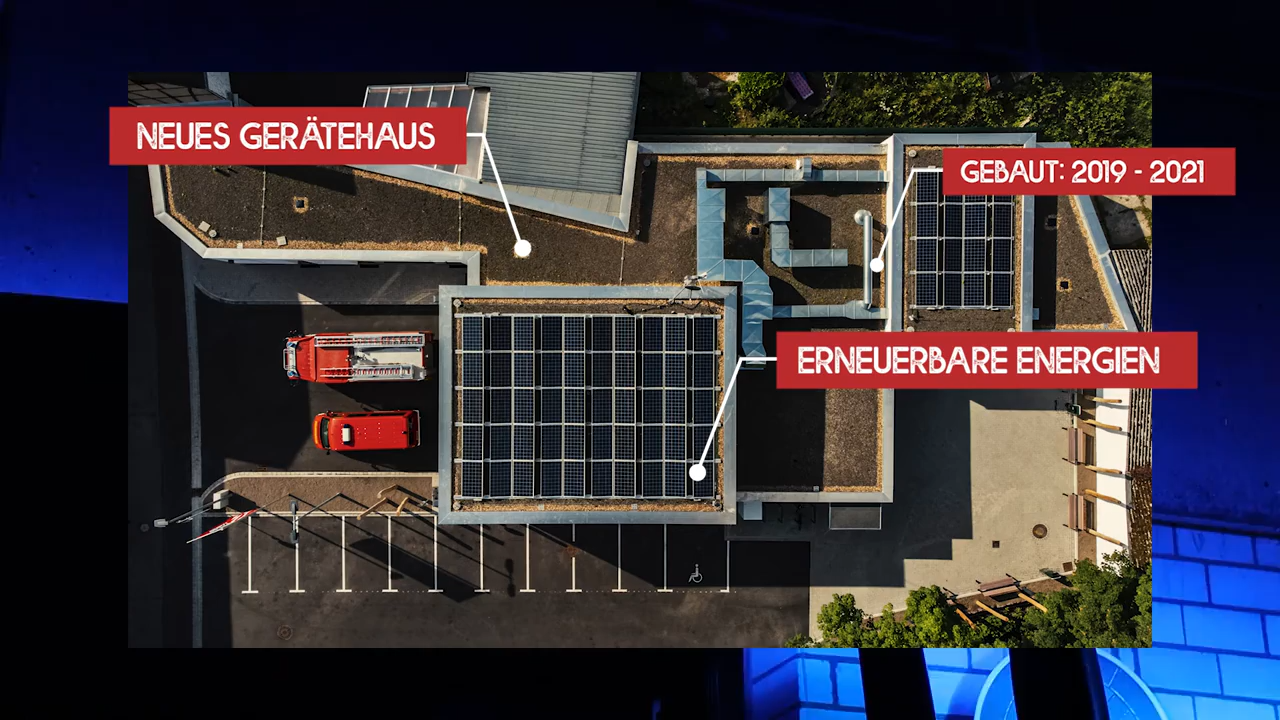 NEUES GERÄTEHAUS
GEBAUT: 2019 - 2021
ERNEUERBARE ENERGIEN